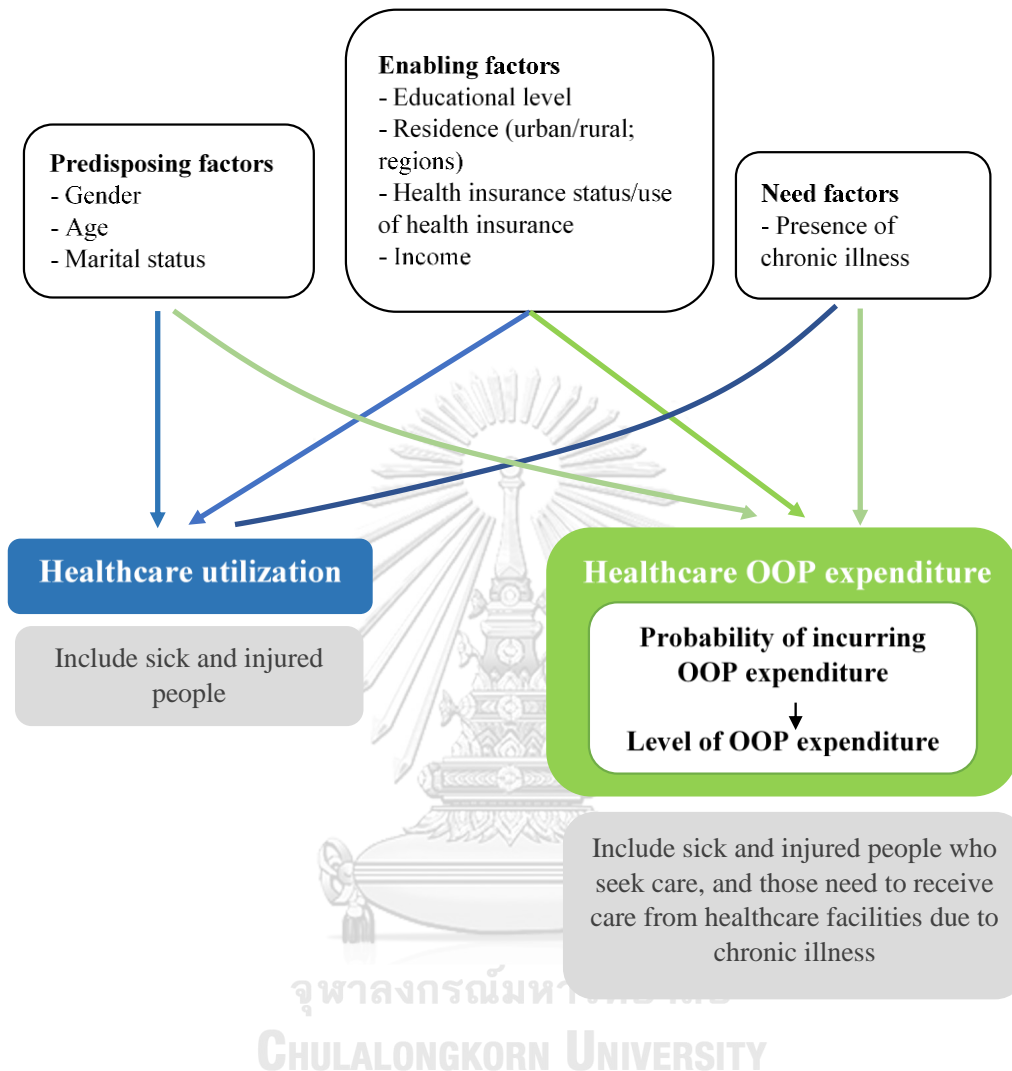 Predisposing factors
- Gender
- Age
- Marital status
Enabling factors
- Educational level
- Residence (urban/rural;
regions)
- Health insurance status/use
of health insurance
- Income
Need factors
- Presence of
chronic illness
Healthcare utilization
Include sick and injured
people
Healthcare OOP expenditure
Probability of incurring
OOP expenditure
Level of OOP expenditure
Include sick and injured people who
seek care, and those need to receive
care from healthcare facilities due to
chronic illness
CHULALONGKORN UNIVERSITY